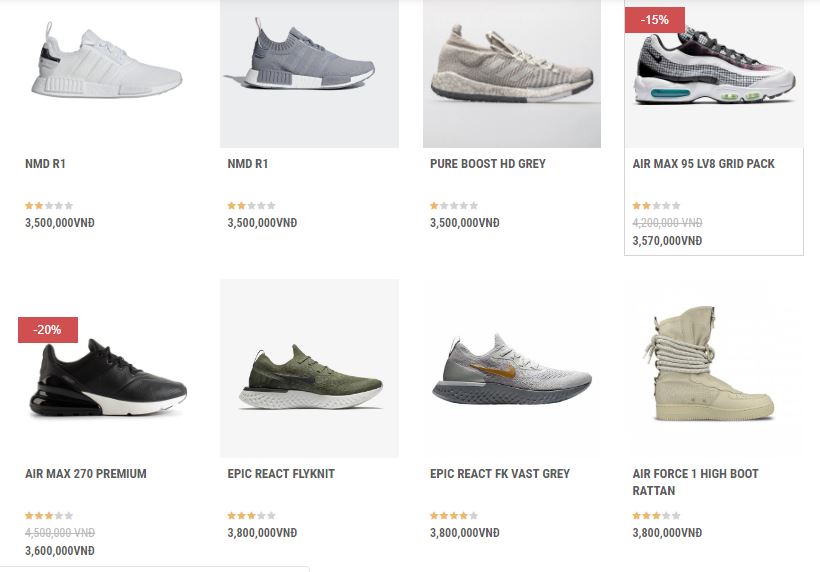 -15%
NMD R1
NMD R1
PURE BOOST HD GREY
AIR MAX 95 LV8 GRID PACK
3,500,000VNĐ
3,500,000VNĐ
3,500,000VNĐ
4,200,000 VNĐ
3,570,000VNĐ
-20%
AIR MAX 270 PREMIUM
EPIC REACT FLYKNIT
EPIC REACT FK VAST GREY
AIR FORCE 1 HIGH BOOT
RATTAN
4,500,000 VNĐ
3,600,000VNĐ
3,800,000VNĐ
3,800,000VNĐ
3,800,000VNĐ